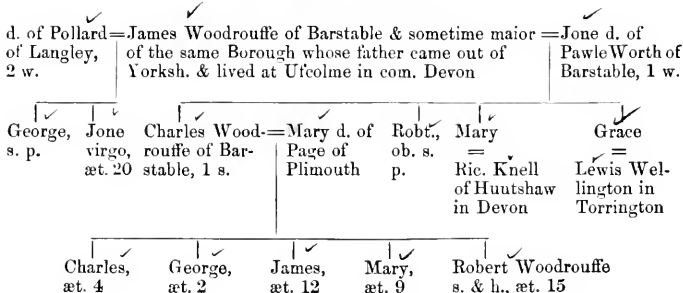 d. of Pollard=James Woodrouffe of Barstable & sometime maior =Jone d. of
of Langley, of the same Borough whose father came out of PawleWorth of
2 w. Yorksh. & lived at Ufcolme in com. Devon Barstable, 1 w.
George, Jone Charles Wood-=Mary d. of Robt., Mary Grace
s. p. virgo, rouffe of Bar- Page of ob. s. = =
æt. 20 stable, 1 s. Plimouth p. Ric. Knell Lewis Wel-
of Huutshaw lington in
in Devon Torrington
Charles, George, James, Mary, Robert Woodrouffe
æt. 4 æt. 2 æt. 12 æt. 9 s. & h., æt. 15